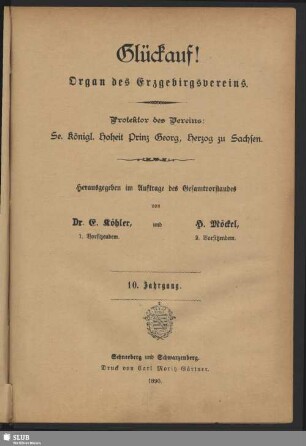 Glückauf!
Organ des Erzgebirgsvereins.
Protektor des Vereins:
Se. Königl. Hoheit Prinz Georg, Herzog zu Sachsen.
Herausgegeben im Auftrage des Gesamtvorstandes
von
Dr. E. Köhler, und H. Möckel,
1. Vorsitzendem. 2. Vorsitzendem.
10. Jahrgang.
Schneeberg und Schwarzenberg.
Druck von Carl Moritz Gärtner.
1890.
SLUB